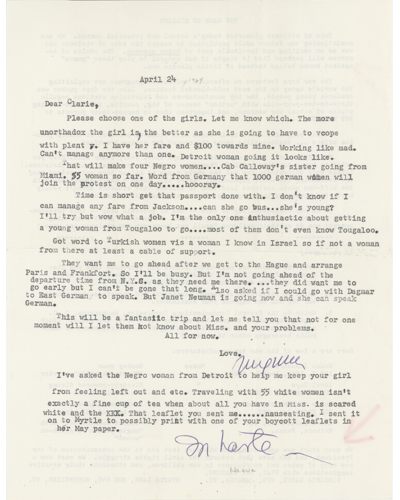 April 24 1964
Dear Clarie,
Please choose one of the girls. Let me know which. The more
unorthadox the girl is, the better as she is going to have to vcope
with plent y. I have her fare and $100 towards mine. Working like mad.
Can't manage anymore than one. Detroit woman going it looks like.
That will make four Negro women....Cab Calloway's sister going from
Miami. 55 women so far. Word from Germany that 1000 german women will
join the protest on one day.....hooray.
Time is short get that passport done with. I don't know if I
can manage any fare from Jackson....can she go bus...she's young?
I'll try but wow what a job. I'm the only one enthusiactic about getting
a young woman from Tougaloo to go....most of them don't even know Tougaloo.
Got word to Turkish women vis a woman I know in Israel so if not a woman
from there at least a cable of support.
They want me to go ahead after we get to the Hague and arrange
Paris and Frankfort. So I'll be busy. But I'm not going ahead of the
departure time from N.Y.S. as they need me there. ...they did want me to
go early but I can't be gone that long. Also asked if I could go with Dagmar
to East German to speak. But Janet Neuman is going now and she can speak
German.
This will be a fantastic trip and let me tell you that not for one
moment will I let them not know about Miss. and your problems.
All for now.
Love,
I've asked the Negro woman from Detroit to help me keep your girl
from feeling left out and etc. Traveling with 55 white women isn't
exactly a fine cup of tea when about all you have in Miss. is scared
white and the KKK. That leaflet you sent me......nauseating. I sent it
on to Myrtle to possibly print with one of your boycott leaflets in
her May paper.
In haste